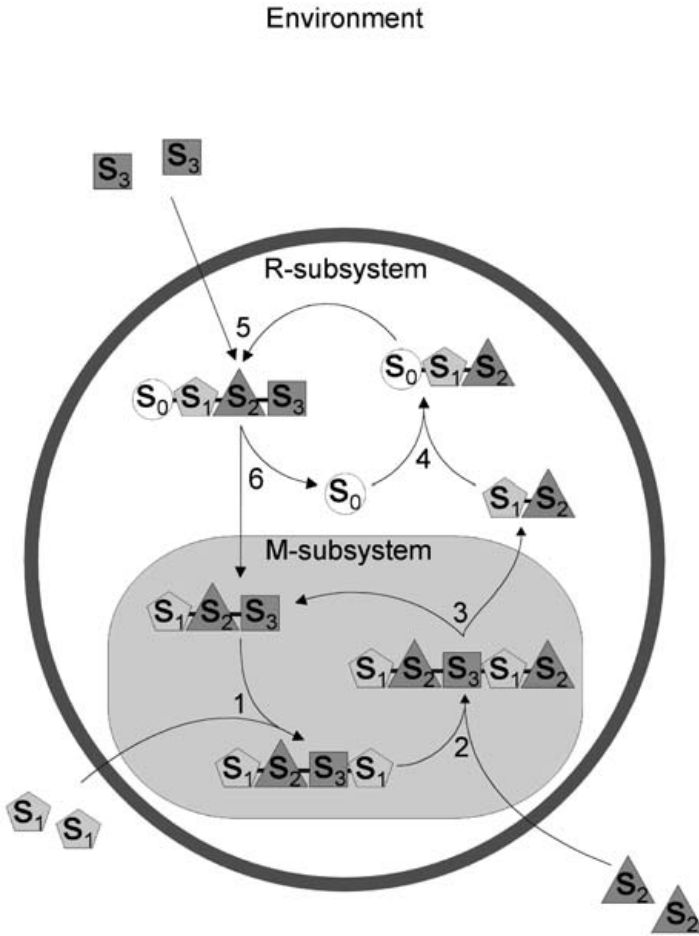 Environment
S3
S3
R-subsystem
5
S0-S1-S2-S3
S0-S1-S2
6
S0
4
S1-S2
M-subsystem
S1-S2-S3
3
S1-S2-S3-S1-S2
1
2
S1-S2-S3-S1
S1
S1
S2
S2